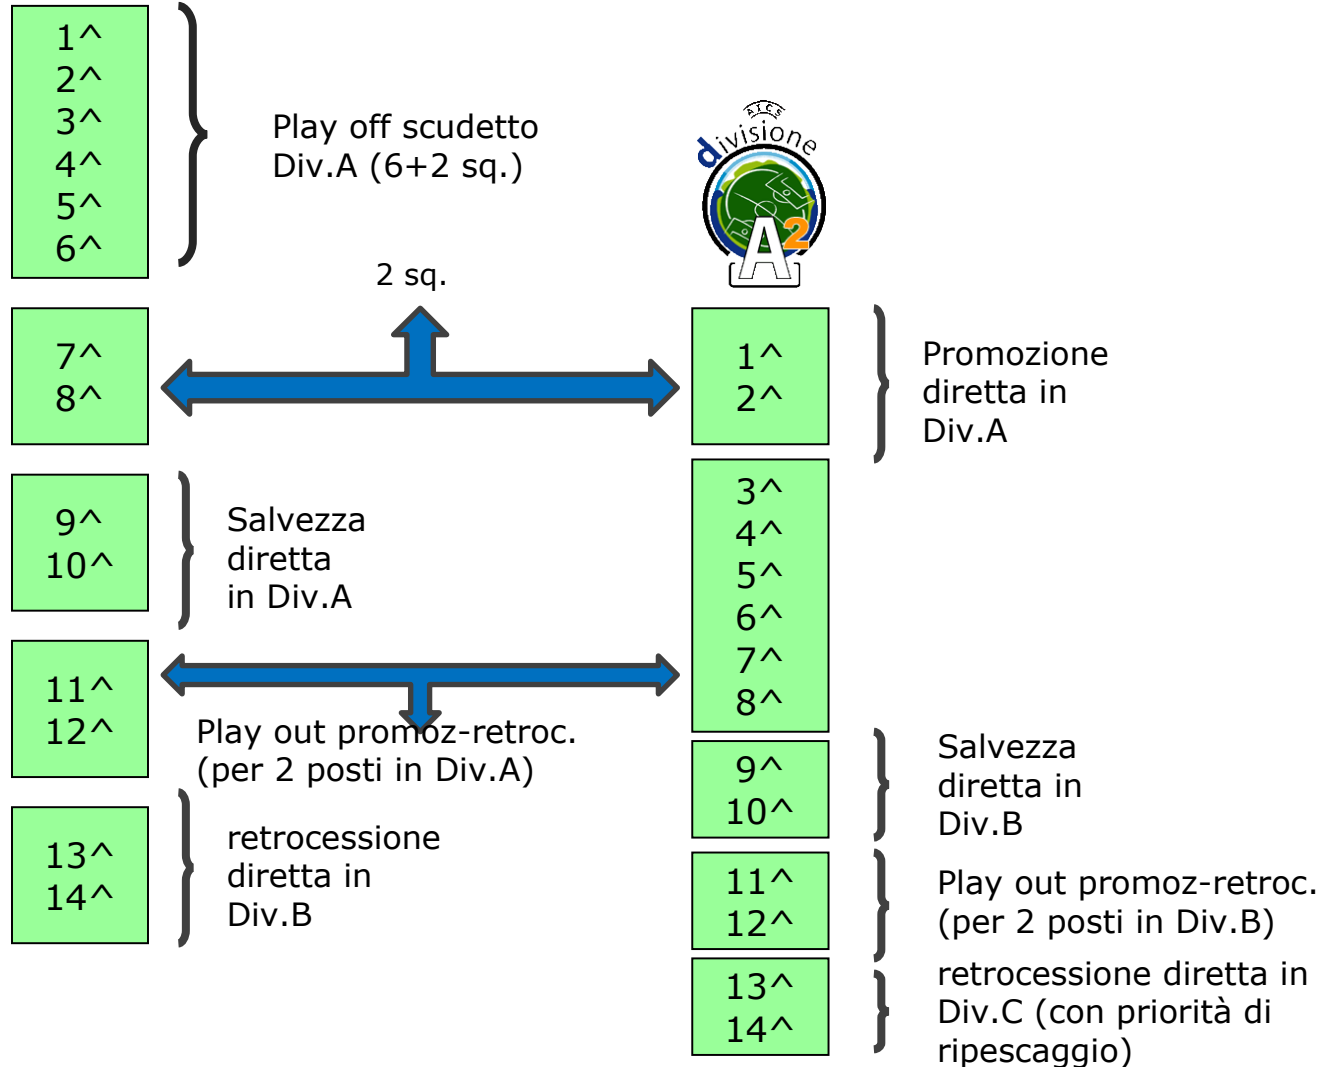 1^
2^
3^
4^
5^
6^
Play off scudetto
Div.A (6+2 sq.)
AICS
divisione
A2
2 sq.
7^
8^
1^
2^
Promozione
diretta in
Div.A
9^
10^
Salvezza
diretta
in Div.A
3^
4^
5^
6^
7^
8^
11^
12^
Play out promoz-retroc.
(per 2 posti in Div.A)
9^
10^
Salvezza
diretta in
Div.B
13^
14^
retrocessione
diretta in
Div.B
11^
12^
Play out promoz-retroc.
(per 2 posti in Div.B)
13^
14^
retrocessione diretta in
Div.C (con priorità di
ripescaggio)